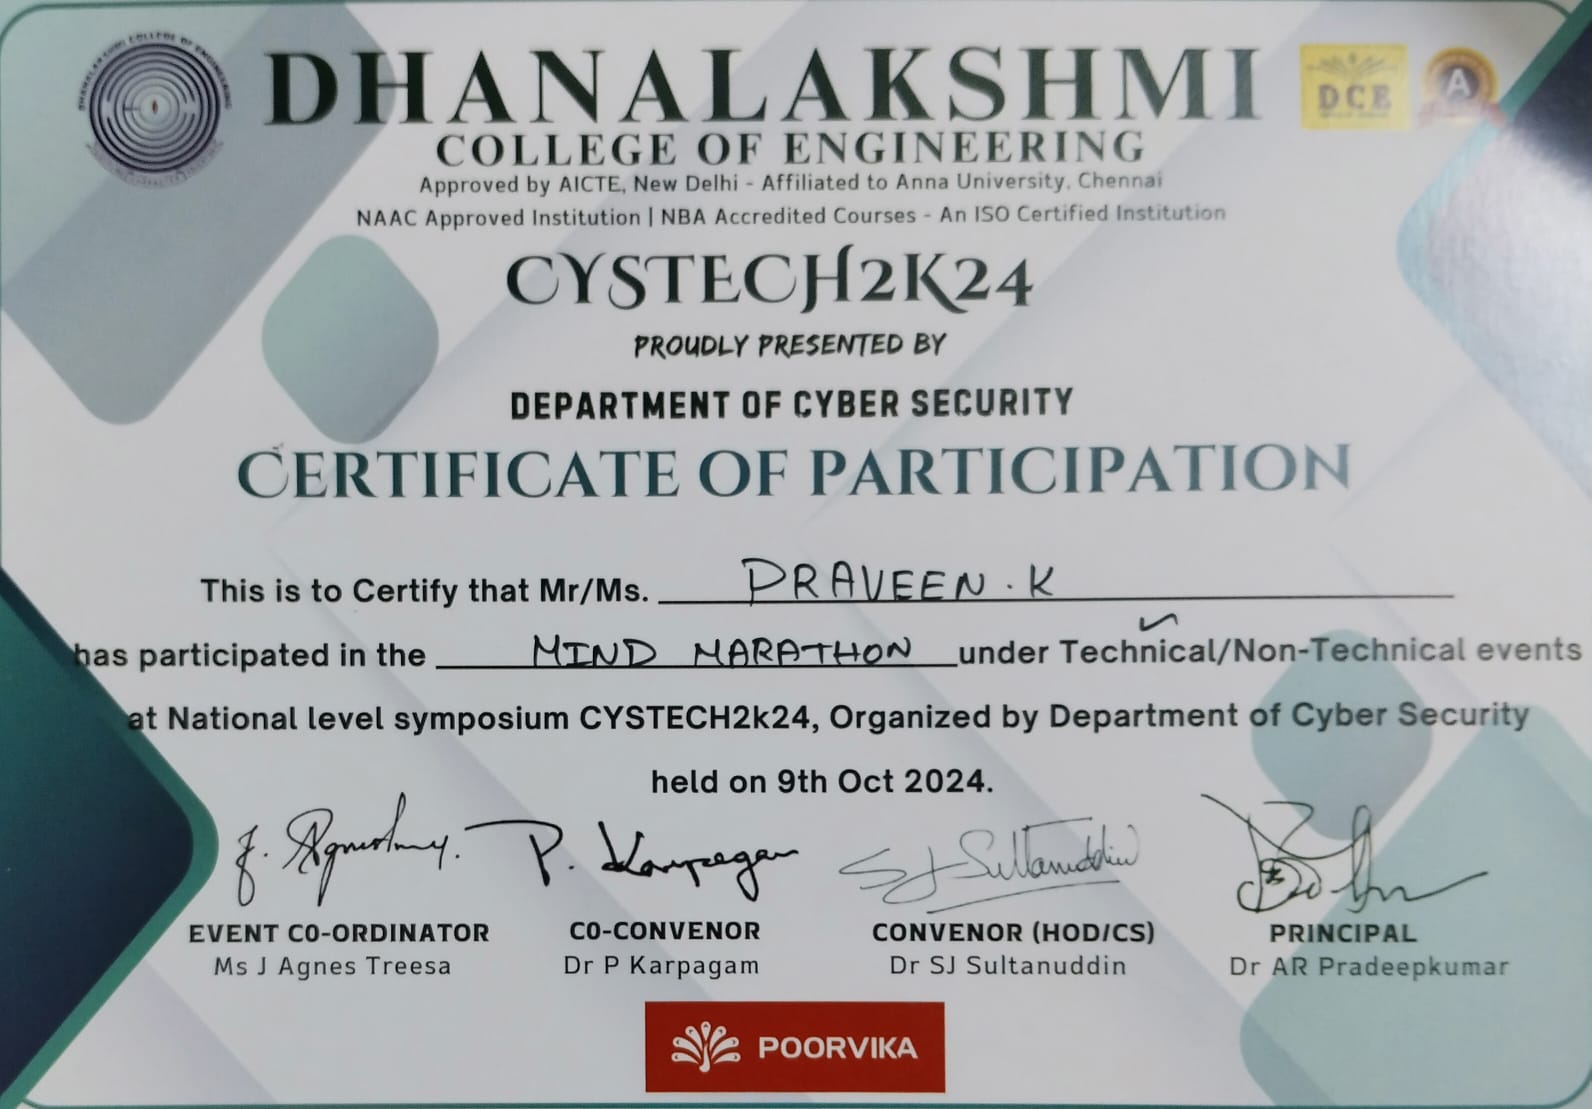 DHANALAKSHMI
COLLEGE OF ENGINEERING
DCE
A
Approved by AICTE, New Delhi - Affiliated to Anna University, Chennai
NAAC Approved Institution | NBA Accredited Courses - An ISO Certified Institution
CYSTECH2K24
PROUDLY PRESENTED BY
DEPARTMENT OF CYBER SECURITY
CERTIFICATE OF PARTICIPATION
This is to Certify that Mr/Ms. PRAVEEN . K
has participated in the MIND MARATHON under Technical/Non-Technical events
at National level symposium CYSTECH2k24, Organized by Department of Cyber Security
held on 9th Oct 2024.
P. Karpagam
SJ Sultanuddin
EVENT CO-ORDINATOR
Ms J Agnes Treesa
CO-CONVENOR
Dr P Karpagam
CONVENOR (HOD/CS)
Dr SJ Sultanuddin
PRINCIPAL
Dr AR Pradeepkumar
POORVIKA